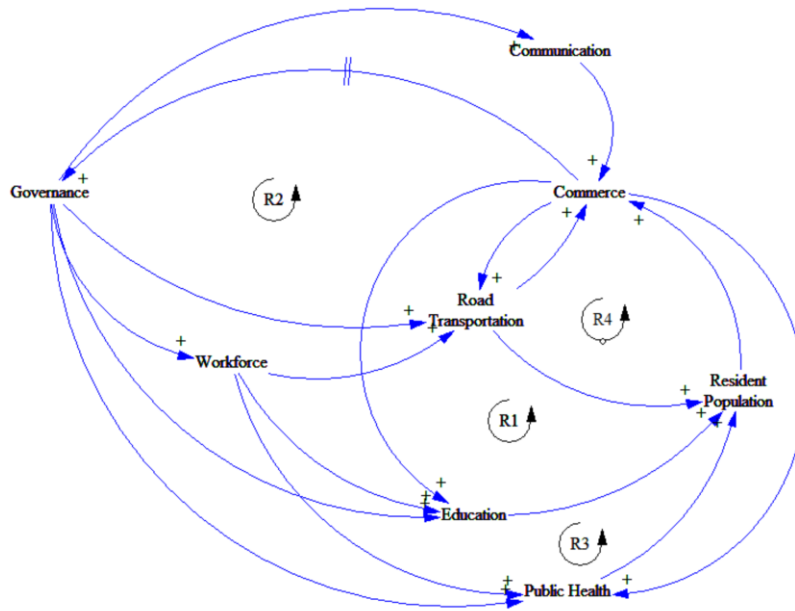 Communication
Governance
Commerce
R2
Road
Transportation
R4
Workforce
Resident
Population
R1
Education
R3
Public Health